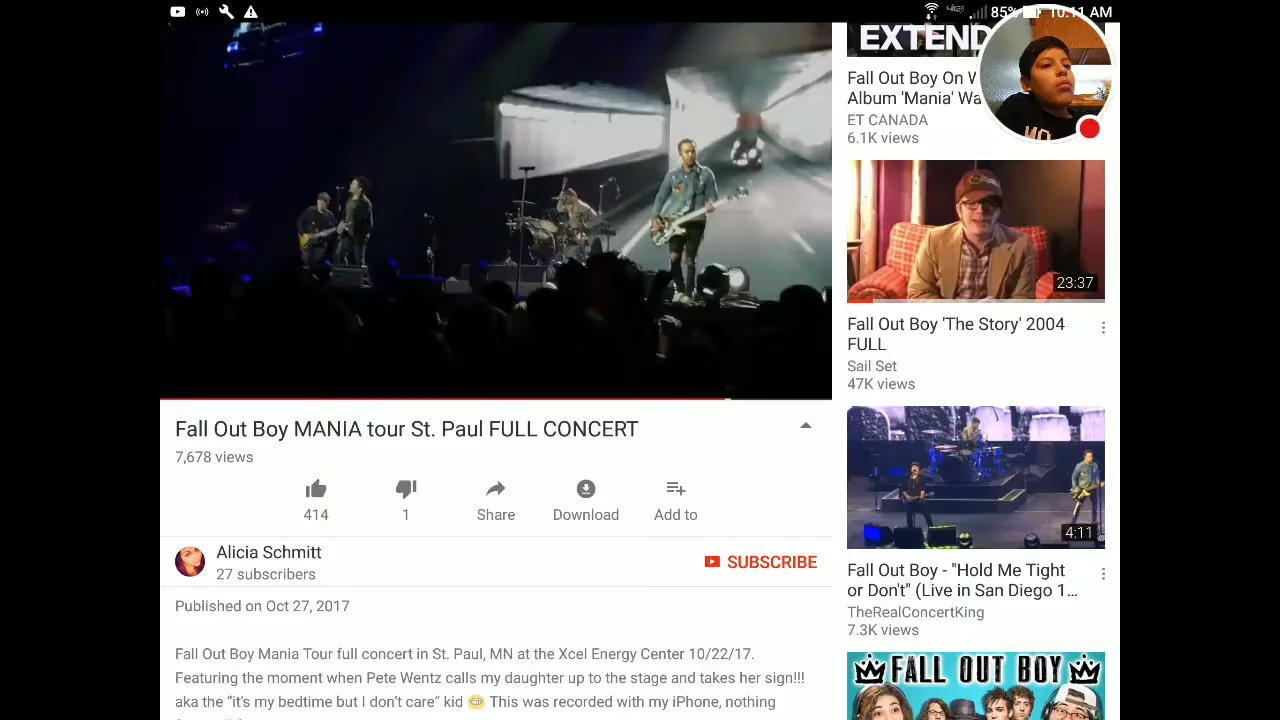 85%
10:11 AM
EXTEND
Fall Out Boy On W
Album 'Mania' Wa
ET CANADA
6.1K views
23:37
Fall Out Boy 'The Story' 2004
FULL
Sail Set
47K views
4:11
Fall Out Boy - "Hold Me Tight
or Don't" (Live in San Diego 1...
TheRealConcertKing
7.3K views
FALL OUT BOY
Fall Out Boy MANIA tour St. Paul FULL CONCERT
7,678 views
414
1
Share
Download
Add to
Alicia Schmitt
27 subscribers
SUBSCRIBE
Published on Oct 27, 2017
Fall Out Boy Mania Tour full concert in St. Paul, MN at the Xcel Energy Center 10/22/17.
Featuring the moment when Pete Wentz calls my daughter up to the stage and takes her sign!!!
aka the "it's my bedtime but I don't care" kid 😁 This was recorded with my iPhone, nothing